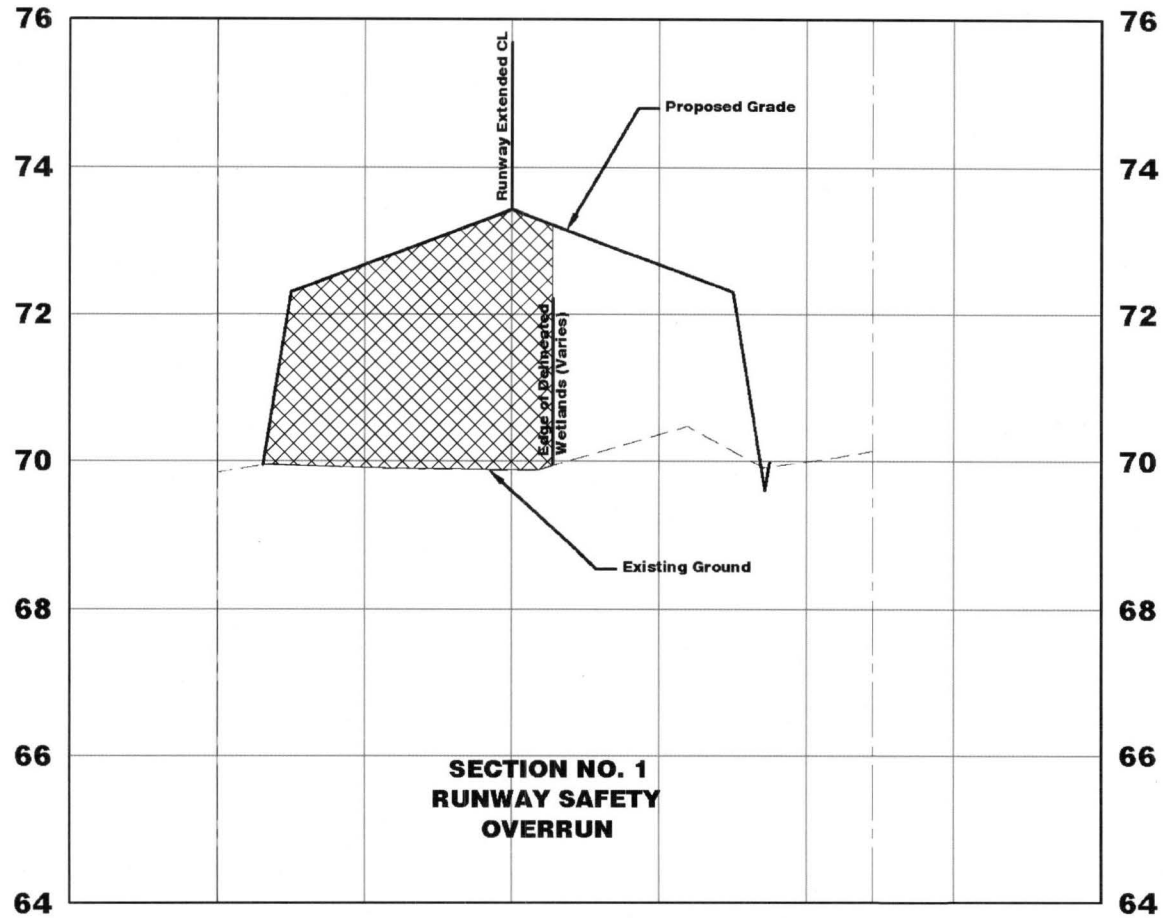 76 76
Runway Extended CL
Proposed Grade
74 74
72 72
Edge of Delineated
Wetlands (Varies)
70 70
Existing Ground
68 68
66 66
SECTION NO. 1
RUNWAY SAFETY
OVERRUN
64 64